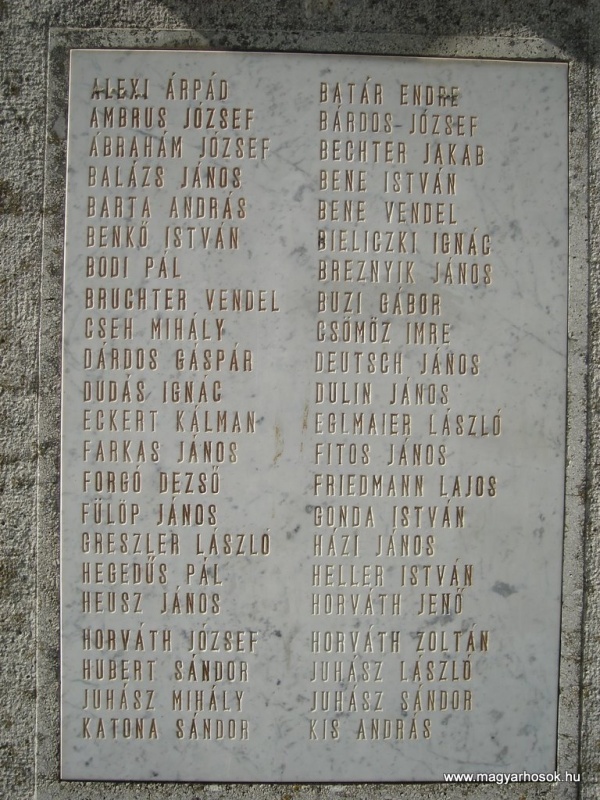 ALEXI ÁRPÁD
AMBRUS JÓZSEF
ÁBRAHÁM JÓZSEF
BALÁZS JÁNOS
BARTA ANDRÁS
BENKŐ ISTVÁN
BÓDI PÁL
BRUCHTER VENDEL
CSEH MIHÁLY
DÁRDOS GÁSPÁR
DUDÁS IGNÁC
ECKERT KÁLMÁN
FARKAS JÁNOS
FORGÓ DEZSŐ
FÜLÖP JÁNOS
GRESZLER LÁSZLÓ
HEGEDŰS PÁL
HEUSZ JÁNOS
HORVÁTH JÓZSEF
HUBERT SÁNDOR
JUHÁSZ MIHÁLY
KATONA SÁNDOR
BATÁR ENDRE
BÁRDOS JÓZSEF
BECHTER JAKAB
BENE ISTVÁN
BENE VENDEL
BIELICZKI IGNÁC
BREZNYIK JÁNOS
BUZI GÁBOR
CSŐMÖZ IMRE
DEUTSCH JÁNOS
DULIN JÁNOS
EGLMAIER LÁSZLÓ
FITOS JÁNOS
FRIEDMANN LAJOS
GONDA ISTVÁN
HÁZI JÁNOS
HELLER ISTVÁN
HORVÁTH JENŐ
HORVÁTH ZOLTÁN
JUHÁSZ LÁSZLÓ
JUHÁSZ SÁNDOR
KIS ANDRÁS
www.magyarhosok.hu